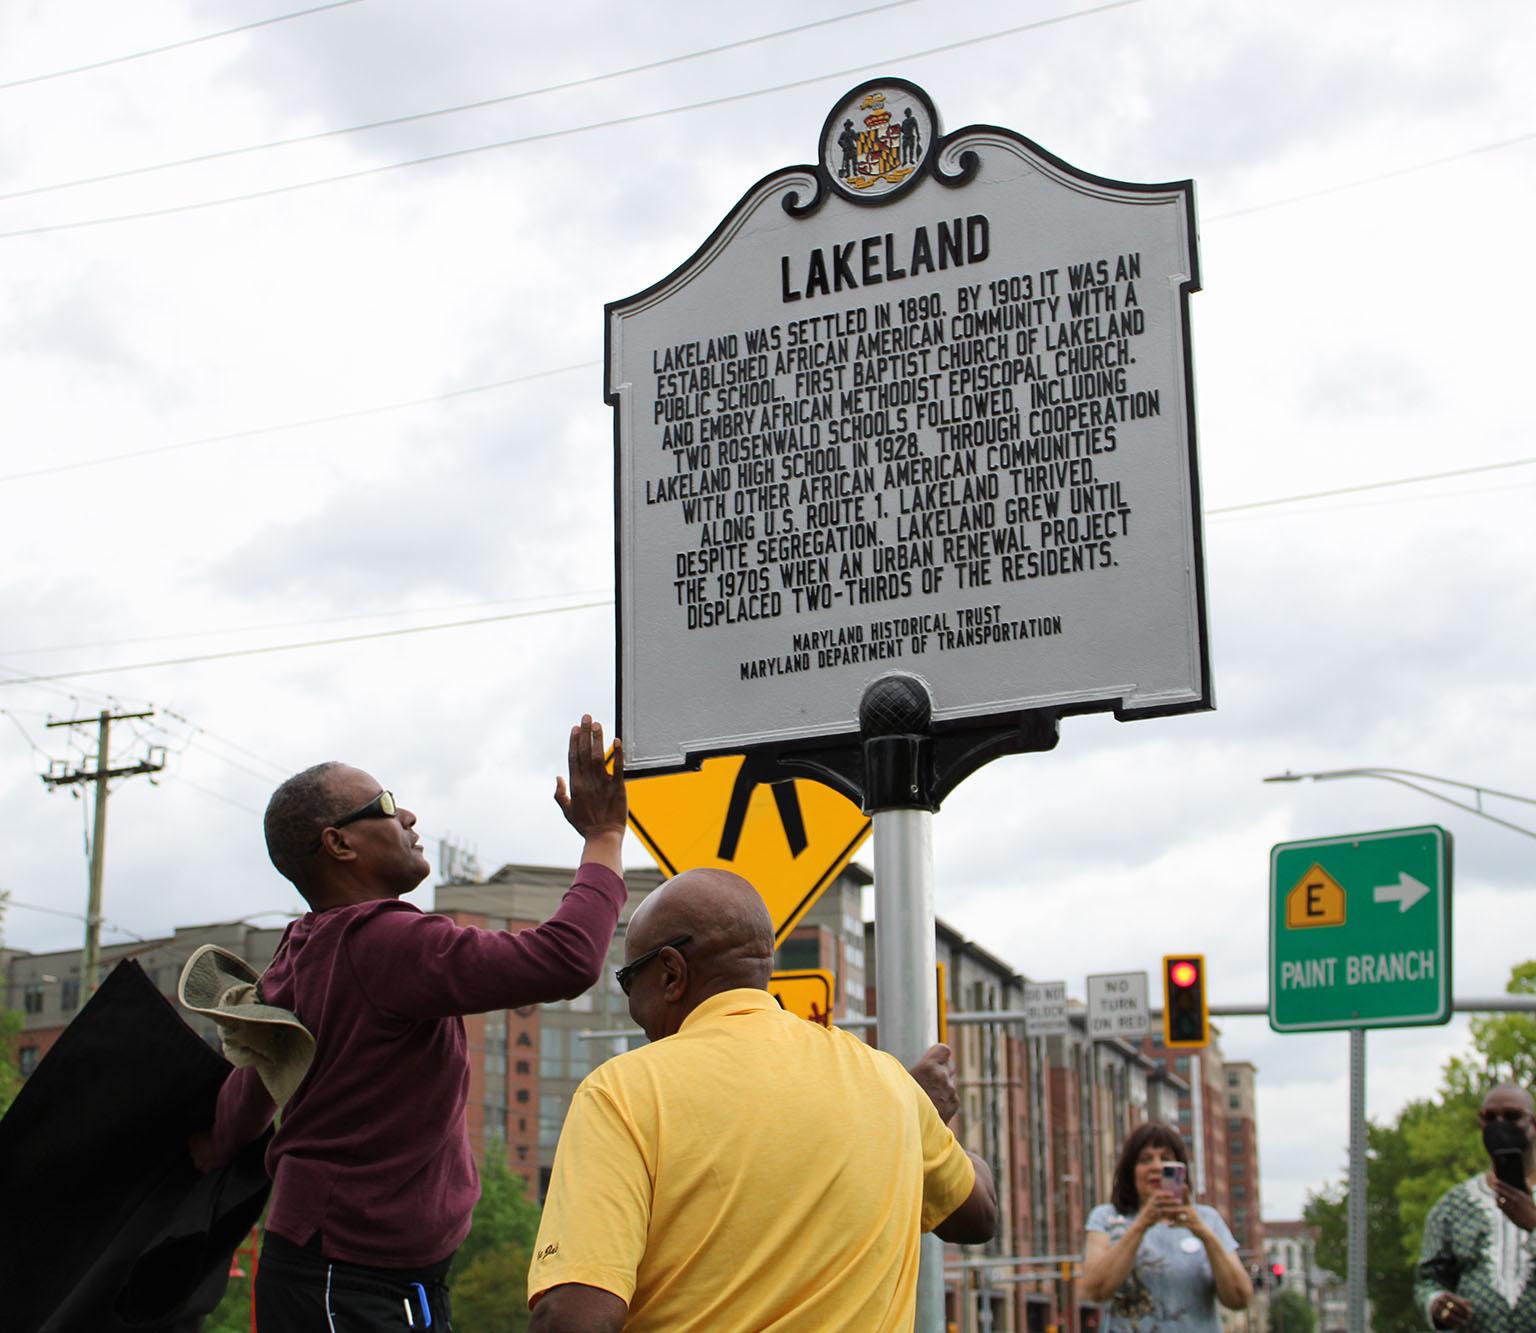 LAKELAND
LAKELAND WAS SETTLED IN 1890. BY 1903 IT WAS AN
ESTABLISHED AFRICAN AMERICAN COMMUNITY WITH A
PUBLIC SCHOOL, FIRST BAPTIST CHURCH OF LAKELAND
AND EMBRY AFRICAN METHODIST EPISCOPAL CHURCH.
TWO ROSENWALD SCHOOLS FOLLOWED, INCLUDING
LAKELAND HIGH SCHOOL IN 1928. THROUGH COOPERATION
WITH OTHER AFRICAN AMERICAN COMMUNITIES
ALONG U.S. ROUTE 1, LAKELAND THRIVED,
DESPITE SEGREGATION. LAKELAND GREW UNTIL
THE 1970S WHEN AN URBAN RENEWAL PROJECT
DISPLACED TWO-THIRDS OF THE RESIDENTS.
MARYLAND HISTORICAL TRUST
MARYLAND DEPARTMENT OF TRANSPORTATION
E
PAINT BRANCH
DO NOT
BLOCK
INTERSECTION
NO
TURN
ON RED